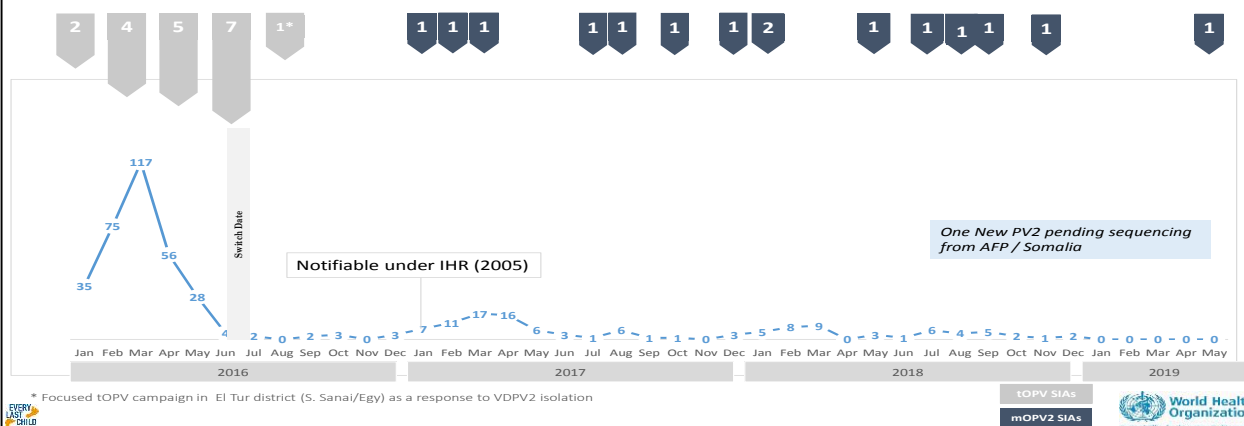 2 4 5 7 1* 1 1 1 1 1 1 1 2 1 1 1 1 1 1
117
75
56
35
28
4 2 0 2 3 0 3 7 11 17 16 6 3 1 6 1 1 0 3 5 8 9 0 3 1 6 4 5 2 1 2 0 0 0 0 0
Switch Date
Notifiable under IHR (2005)
One New PV2 pending sequencing
from AFP / Somalia
Jan Feb Mar Apr May Jun Jul Aug Sep Oct Nov Dec Jan Feb Mar Apr May Jun Jul Aug Sep Oct Nov Dec Jan Feb Mar Apr May Jun Jul Aug Sep Oct Nov Dec Jan Feb Mar Apr May
2016 2017 2018 2019
* Focused tOPV campaign in El Tur district (S. Sanai/Egy) as a response to VDPV2 isolation
tOPV SIAs
mOPV2 SIAs
EVERY
LAST
CHILD
World Healt
Organizatio